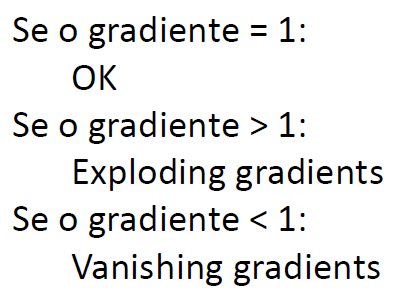 Se o gradiente = 1:
OK
Se o gradiente > 1:
Exploding gradients
Se o gradiente < 1:
Vanishing gradients